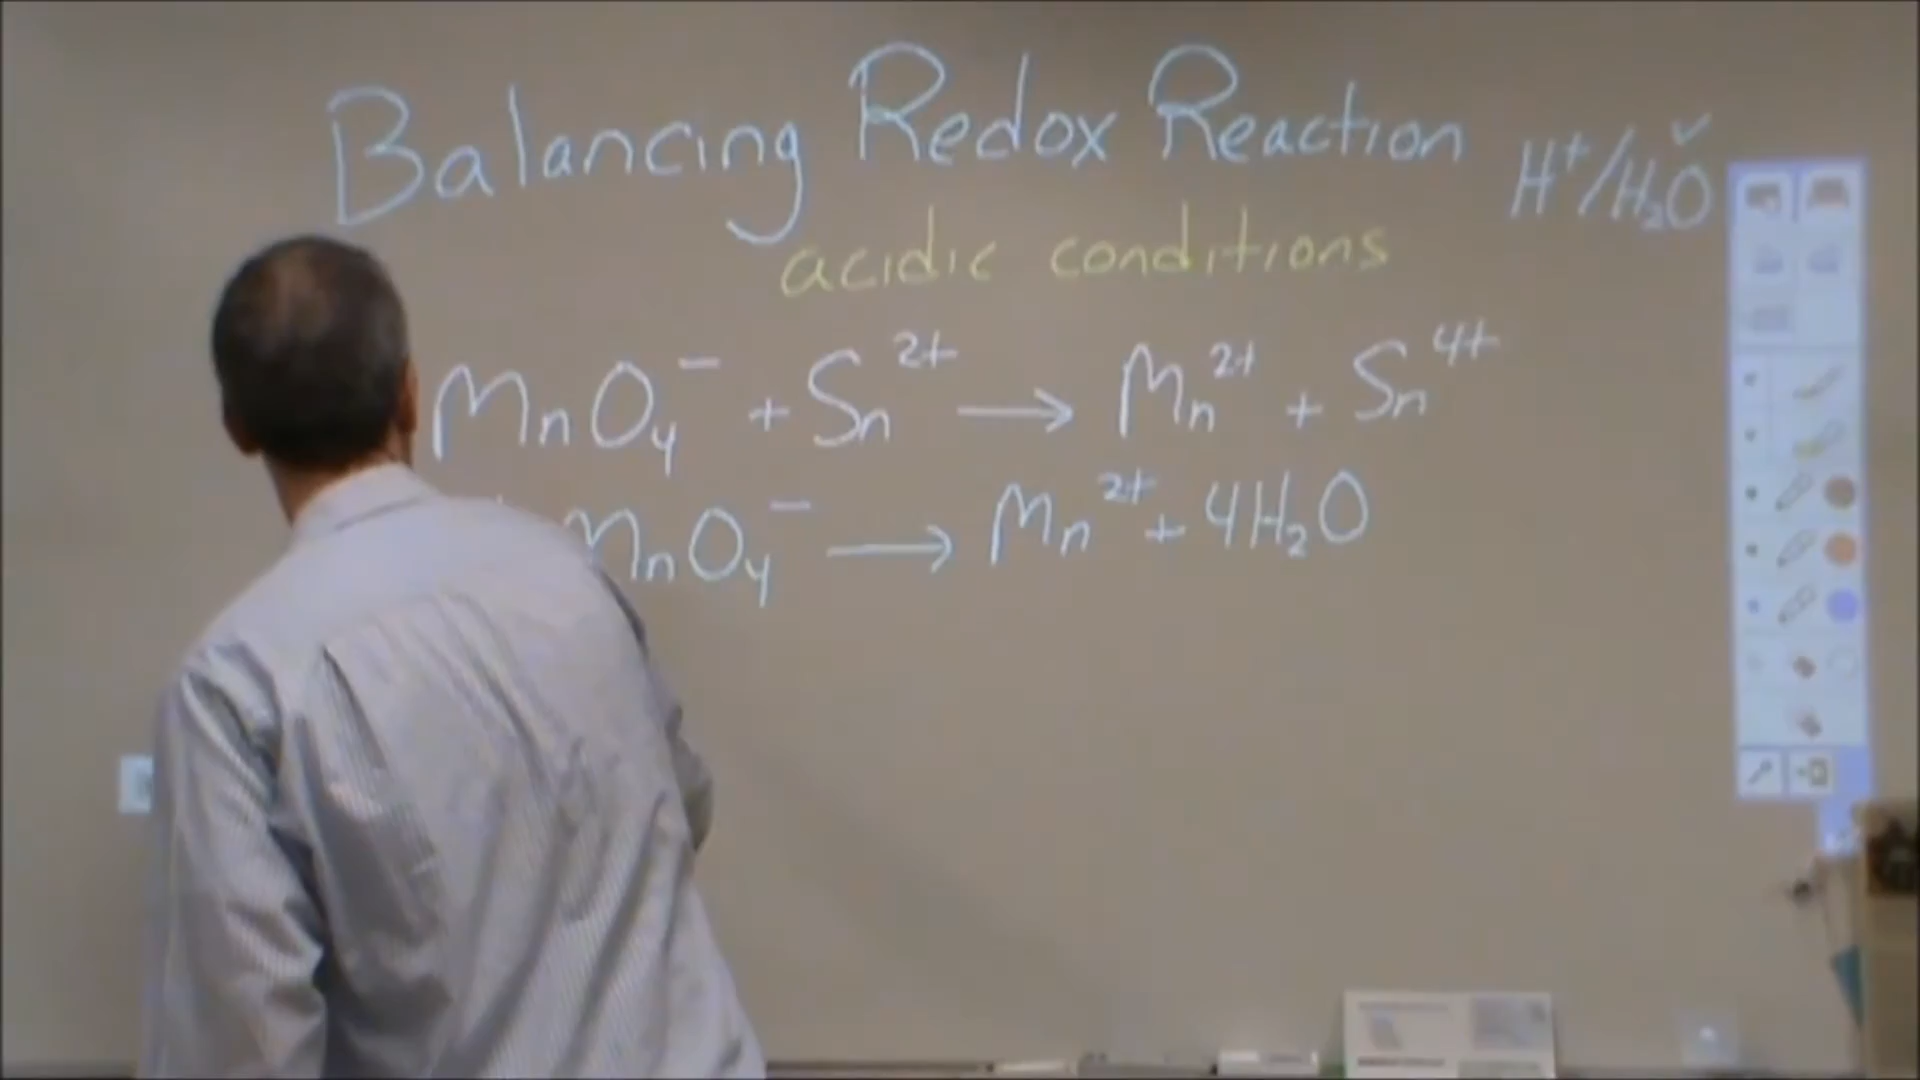 Balancing Redox Reaction H⁺/H₂O ✓
acidic conditions
MnO₄⁻ + Sn²⁺ → Mn²⁺ + Sn⁴⁺
MnO₄⁻ → Mn²⁺ + 4H₂O